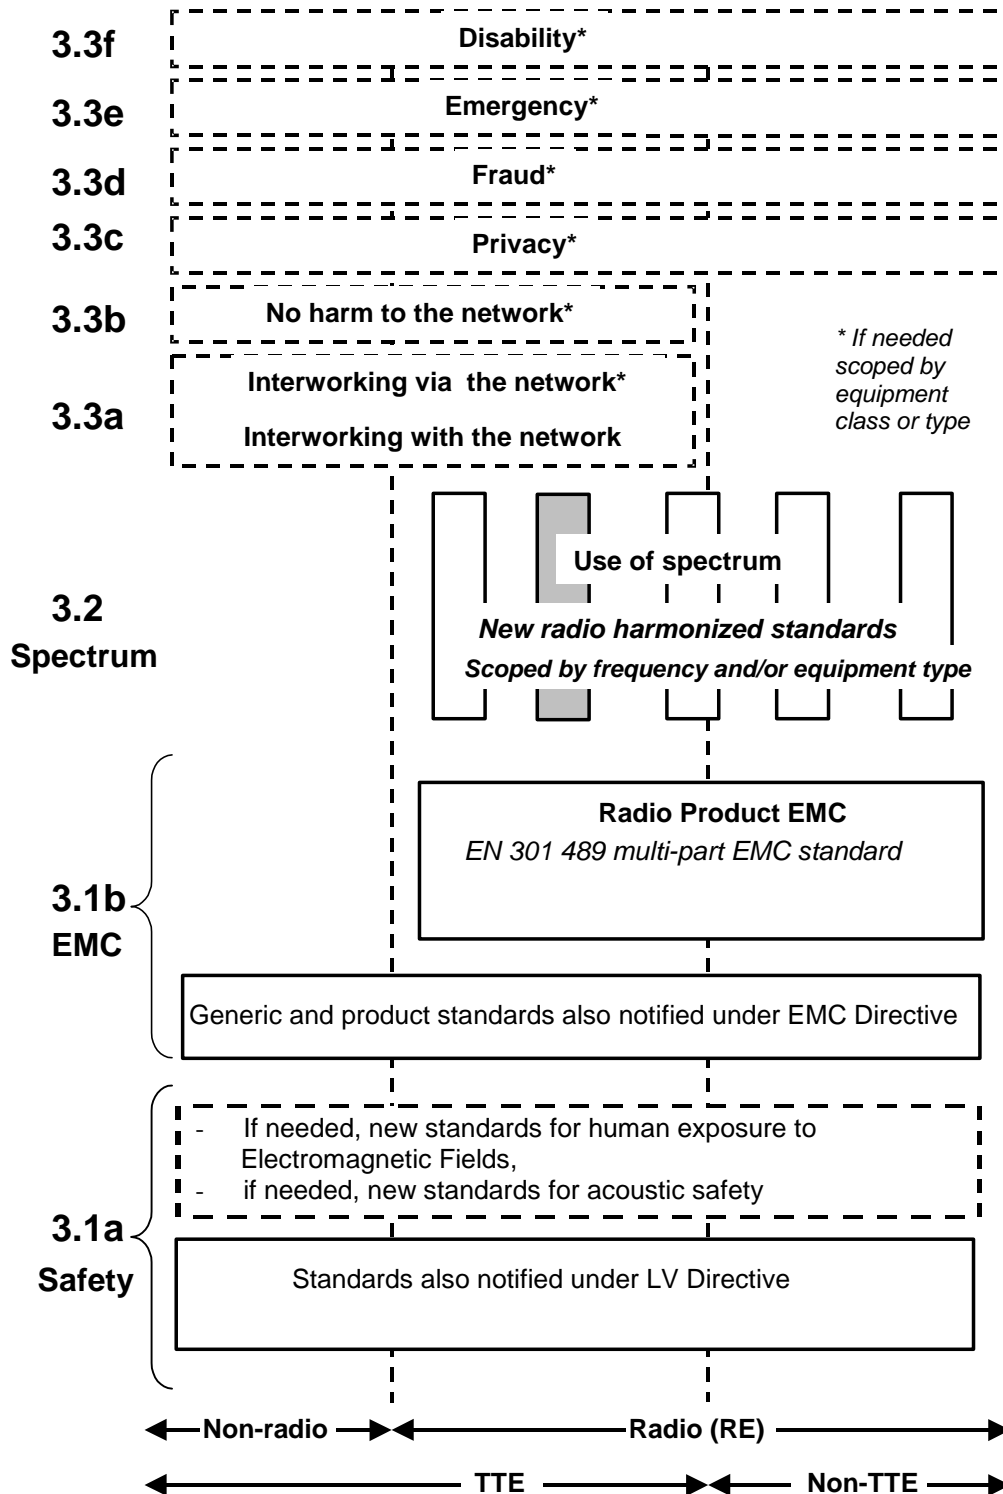 3.3f
Disability*
3.3e
Emergency*
3.3d
Fraud*
3.3c
Privacy*
3.3b
No harm to the network*
* If needed
scoped by
equipment
class or type
3.3a
Interworking via the network*
Interworking with the network
3.2
Spectrum
Use of spectrum
New radio harmonized standards
Scoped by frequency and/or equipment type
3.1b
EMC
Radio Product EMC
EN 301 489 multi-part EMC standard
Generic and product standards also notified under EMC Directive
3.1a
Safety
- If needed, new standards for human exposure to
Electromagnetic Fields,
- if needed, new standards for acoustic safety
Standards also notified under LV Directive
Non-radio
Radio (RE)
TTE
Non-TTE